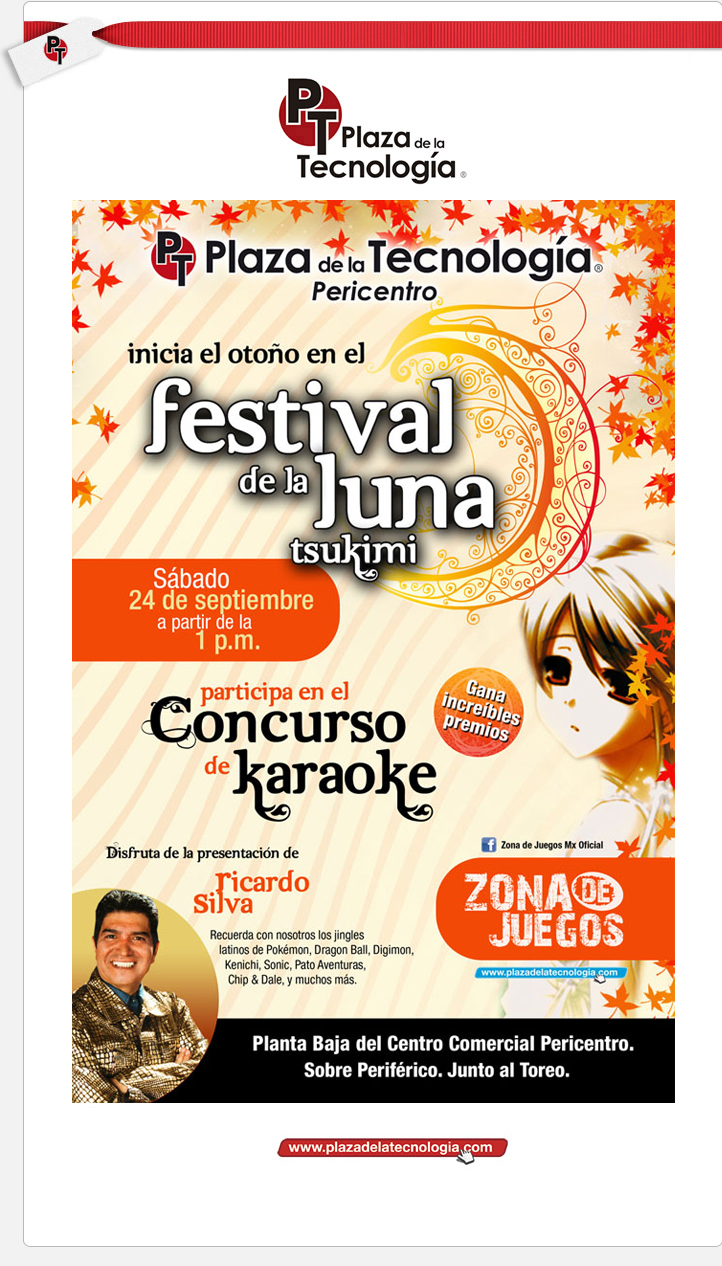 PT
PT
Plaza de la
Tecnología®
PT Plaza de la Tecnología®
Pericentro
inicia el otoño en el
festival
de la luna
tsukimi
Sábado
24 de septiembre
a partir de la
1 p.m.
participa en el
Concurso
de karaoke
Gana
increíbles
premios
Disfruta de la presentación de
ricardo
Silva
Recuerda con nosotros los jingles
latinos de Pokémon, Dragon Ball, Digimon,
Kenichi, Sonic, Pato Aventuras,
Chip & Dale, y muchos más.
f Zona de Juegos Mx Oficial
ZONA DE
JUEGOS
www.plazadelatecnología.com
Planta Baja del Centro Comercial Pericentro.
Sobre Periférico. Junto al Toreo.
www.plazadelatecnologia.com